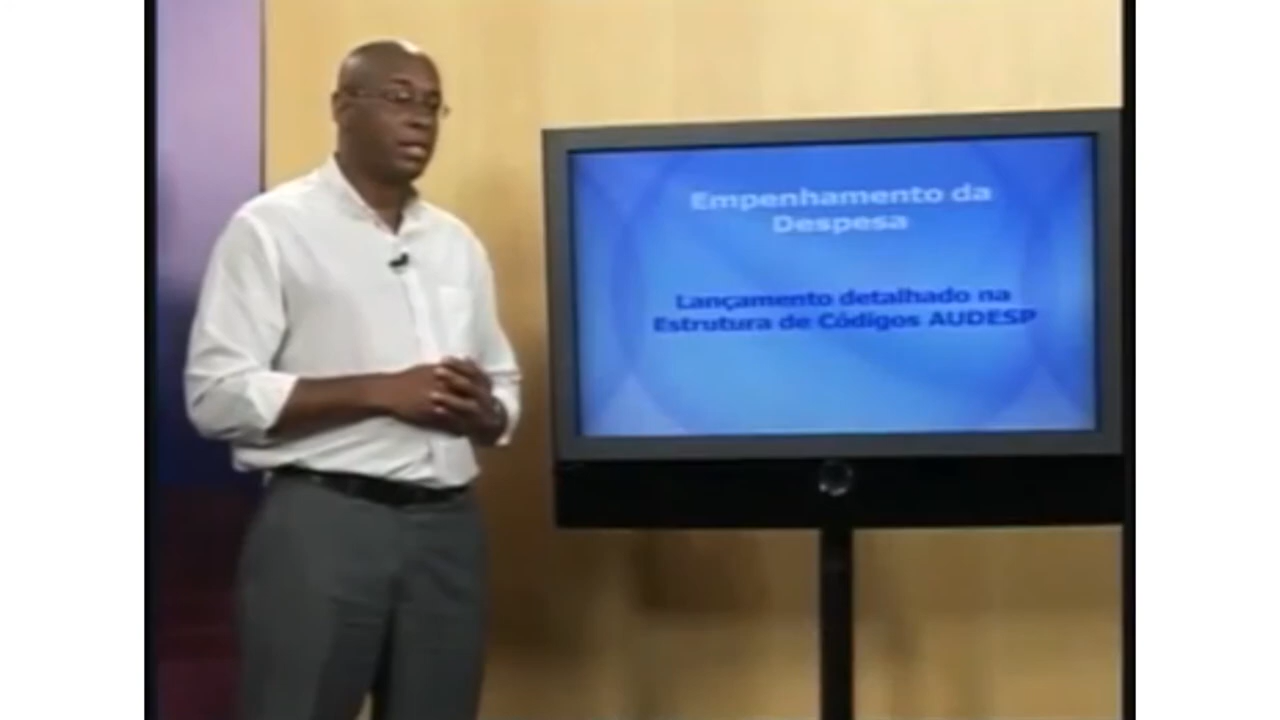 Empenhamento da
Despesa
Lançamento detalhado na
Estrutura de Códigos AUDESP